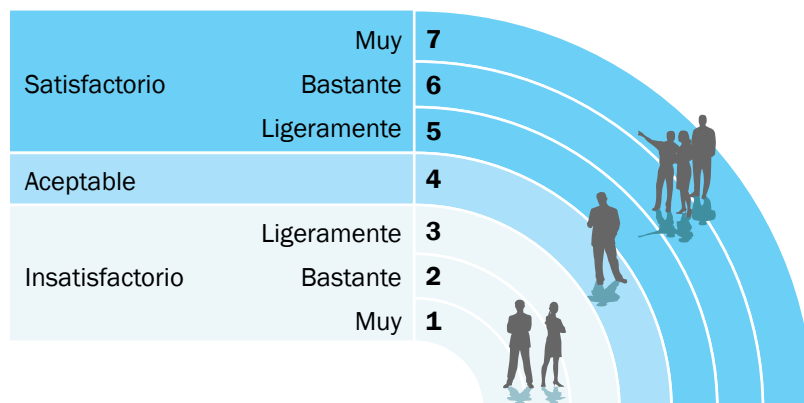 Muy 7
Satisfactorio Bastante 6
Ligeramente 5
Aceptable 4
Ligeramente 3
Insatisfactorio Bastante 2
Muy 1